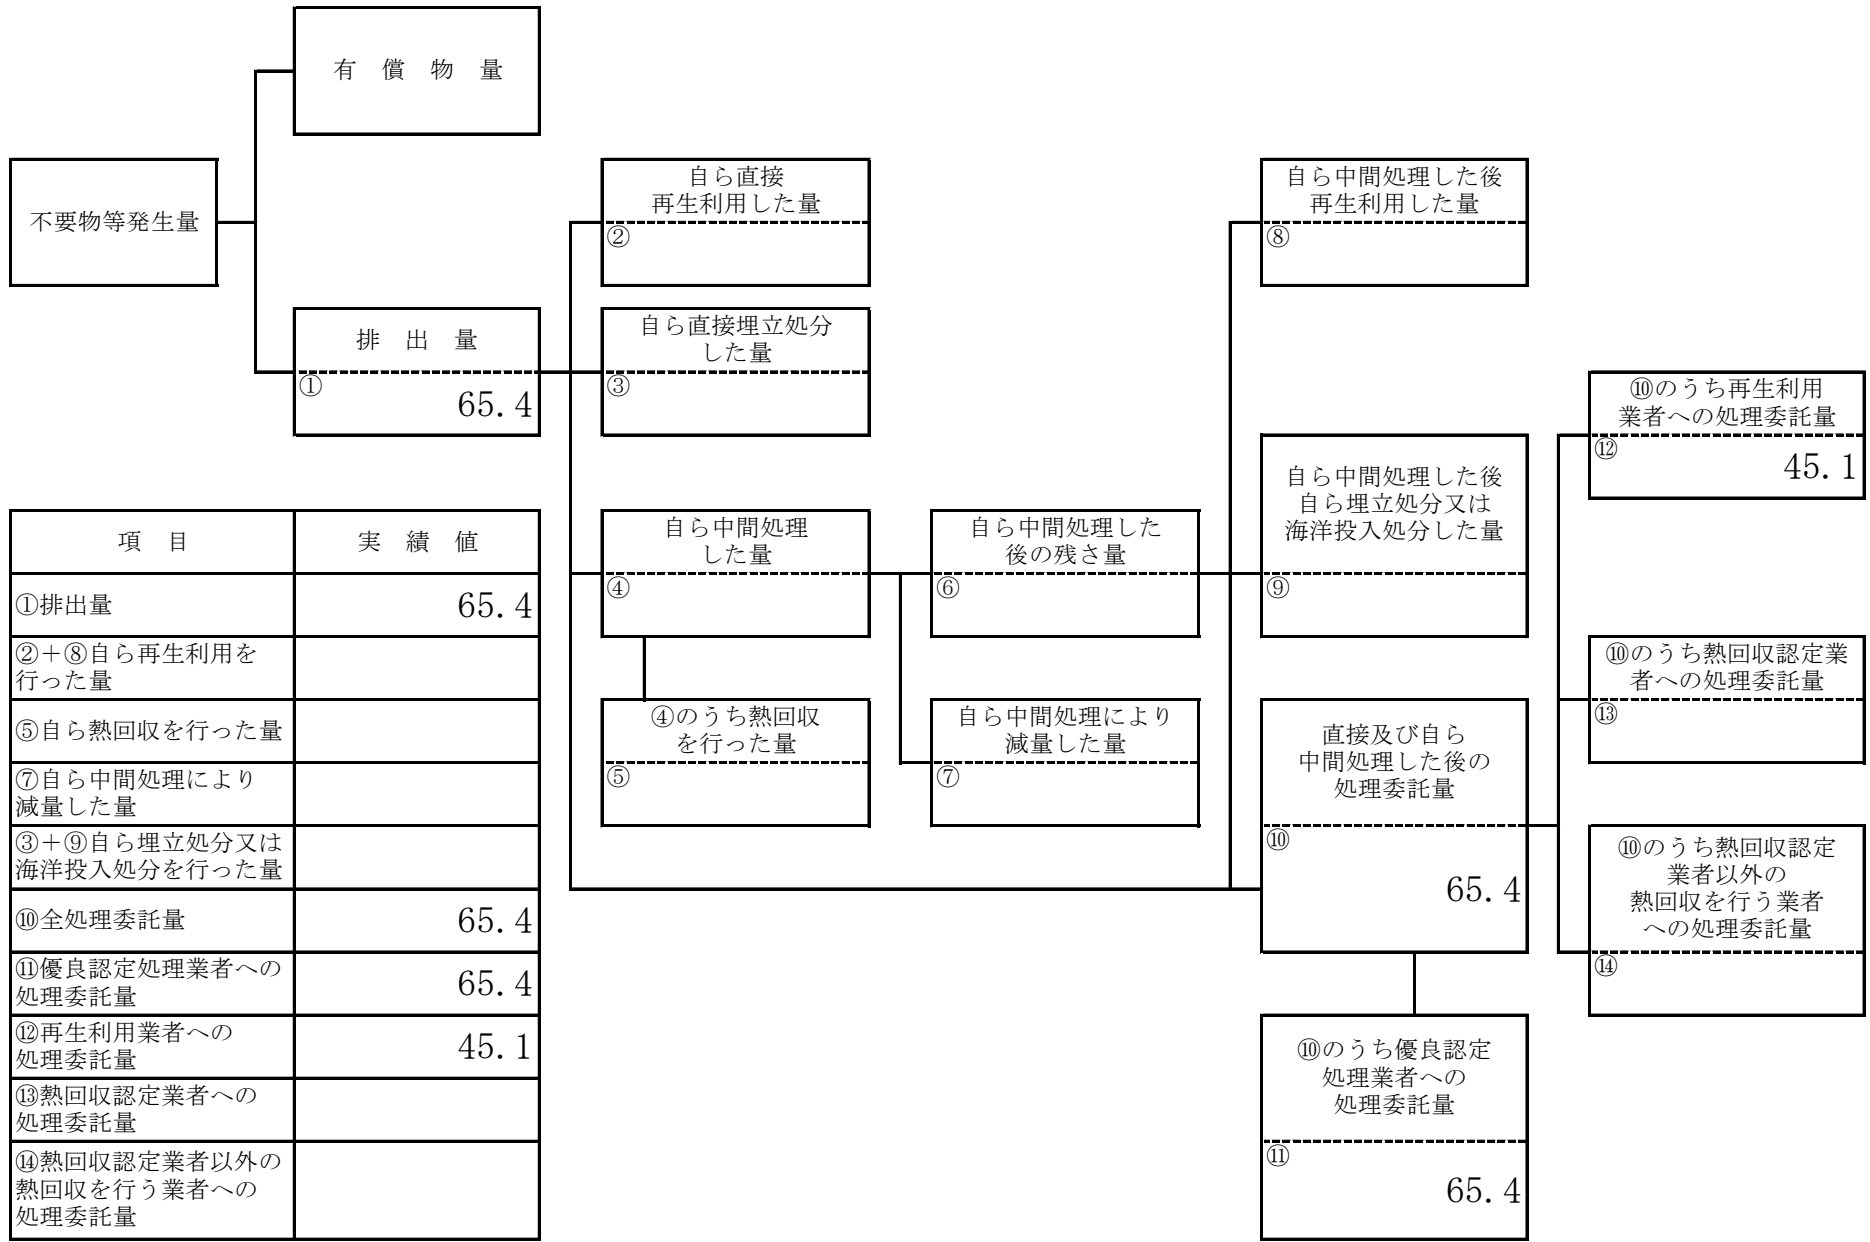 有償物量
不要物等発生量
排出量
①
65.4
自ら直接
再生利用した量
②
自ら直接埋立処分
した量
③
自ら中間処理
した量
④
④のうち熱回収
を行った量
⑤
自ら中間処理した
後の残さ量
⑥
自ら中間処理により
減量した量
⑦
自ら中間処理した後
再生利用した量
⑧
自ら中間処理した後
自ら埋立処分又は
海洋投入処分した量
⑨
直接及び自ら
中間処理した後の
処理委託量
⑩
65.4
⑩のうち優良認定
処理業者への
処理委託量
⑪
65.4
⑩のうち再生利用
業者への処理委託量
⑫
45.1
⑩のうち熱回収認定業
者への処理委託量
⑬
⑩のうち熱回収認定
業者以外の
熱回収を行う業者
への処理委託量
⑭
項目 実績値
①排出量 65.4
②＋⑧自ら再生利用を
行った量
⑤自ら熱回収を行った量
⑦自ら中間処理により
減量した量
③＋⑨自ら埋立処分又は
海洋投入処分を行った量
⑩全処理委託量 65.4
⑪優良認定処理業者への
処理委託量 65.4
⑫再生利用業者への
処理委託量 45.1
⑬熱回収認定業者への
処理委託量
⑭熱回収認定業者以外の
熱回収を行う業者への
処理委託量